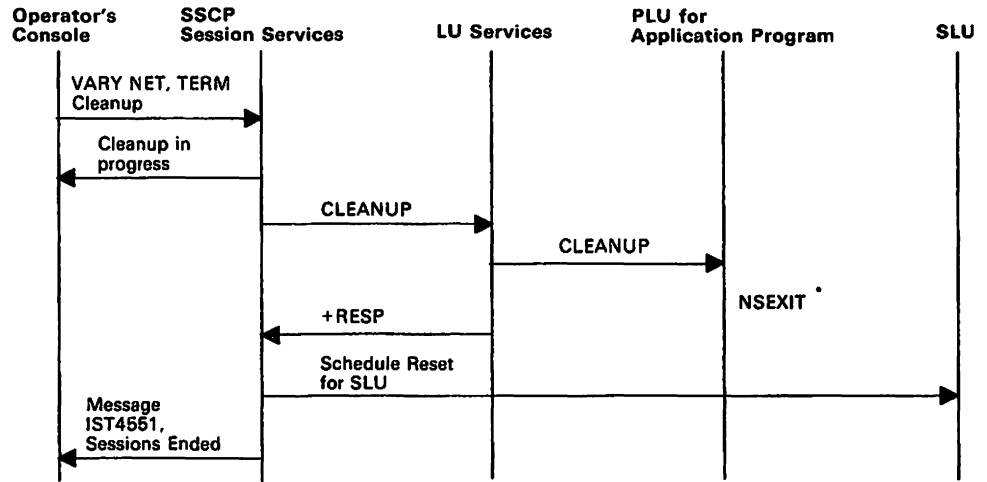 Operator's
Console
SSCP
Session Services
LU Services
PLU for
Application Program
SLU
VARY NET, TERM
Cleanup
Cleanup in
progress
CLEANUP
CLEANUP
NSEXIT *
+RESP
Schedule Reset
for SLU
Message
IST4551,
Sessions Ended